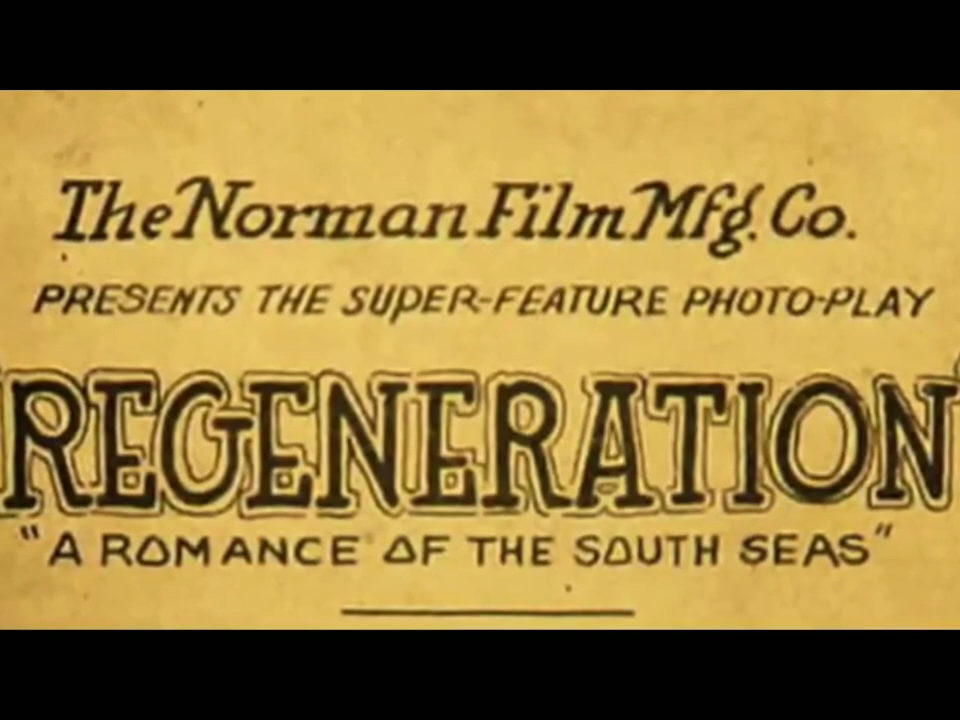 The Norman Film Mfg. Co.
PRESENTS THE SUPER-FEATURE PHOTO-PLAY
"REGENERATION"
"A ROMANCE OF THE SOUTH SEAS"